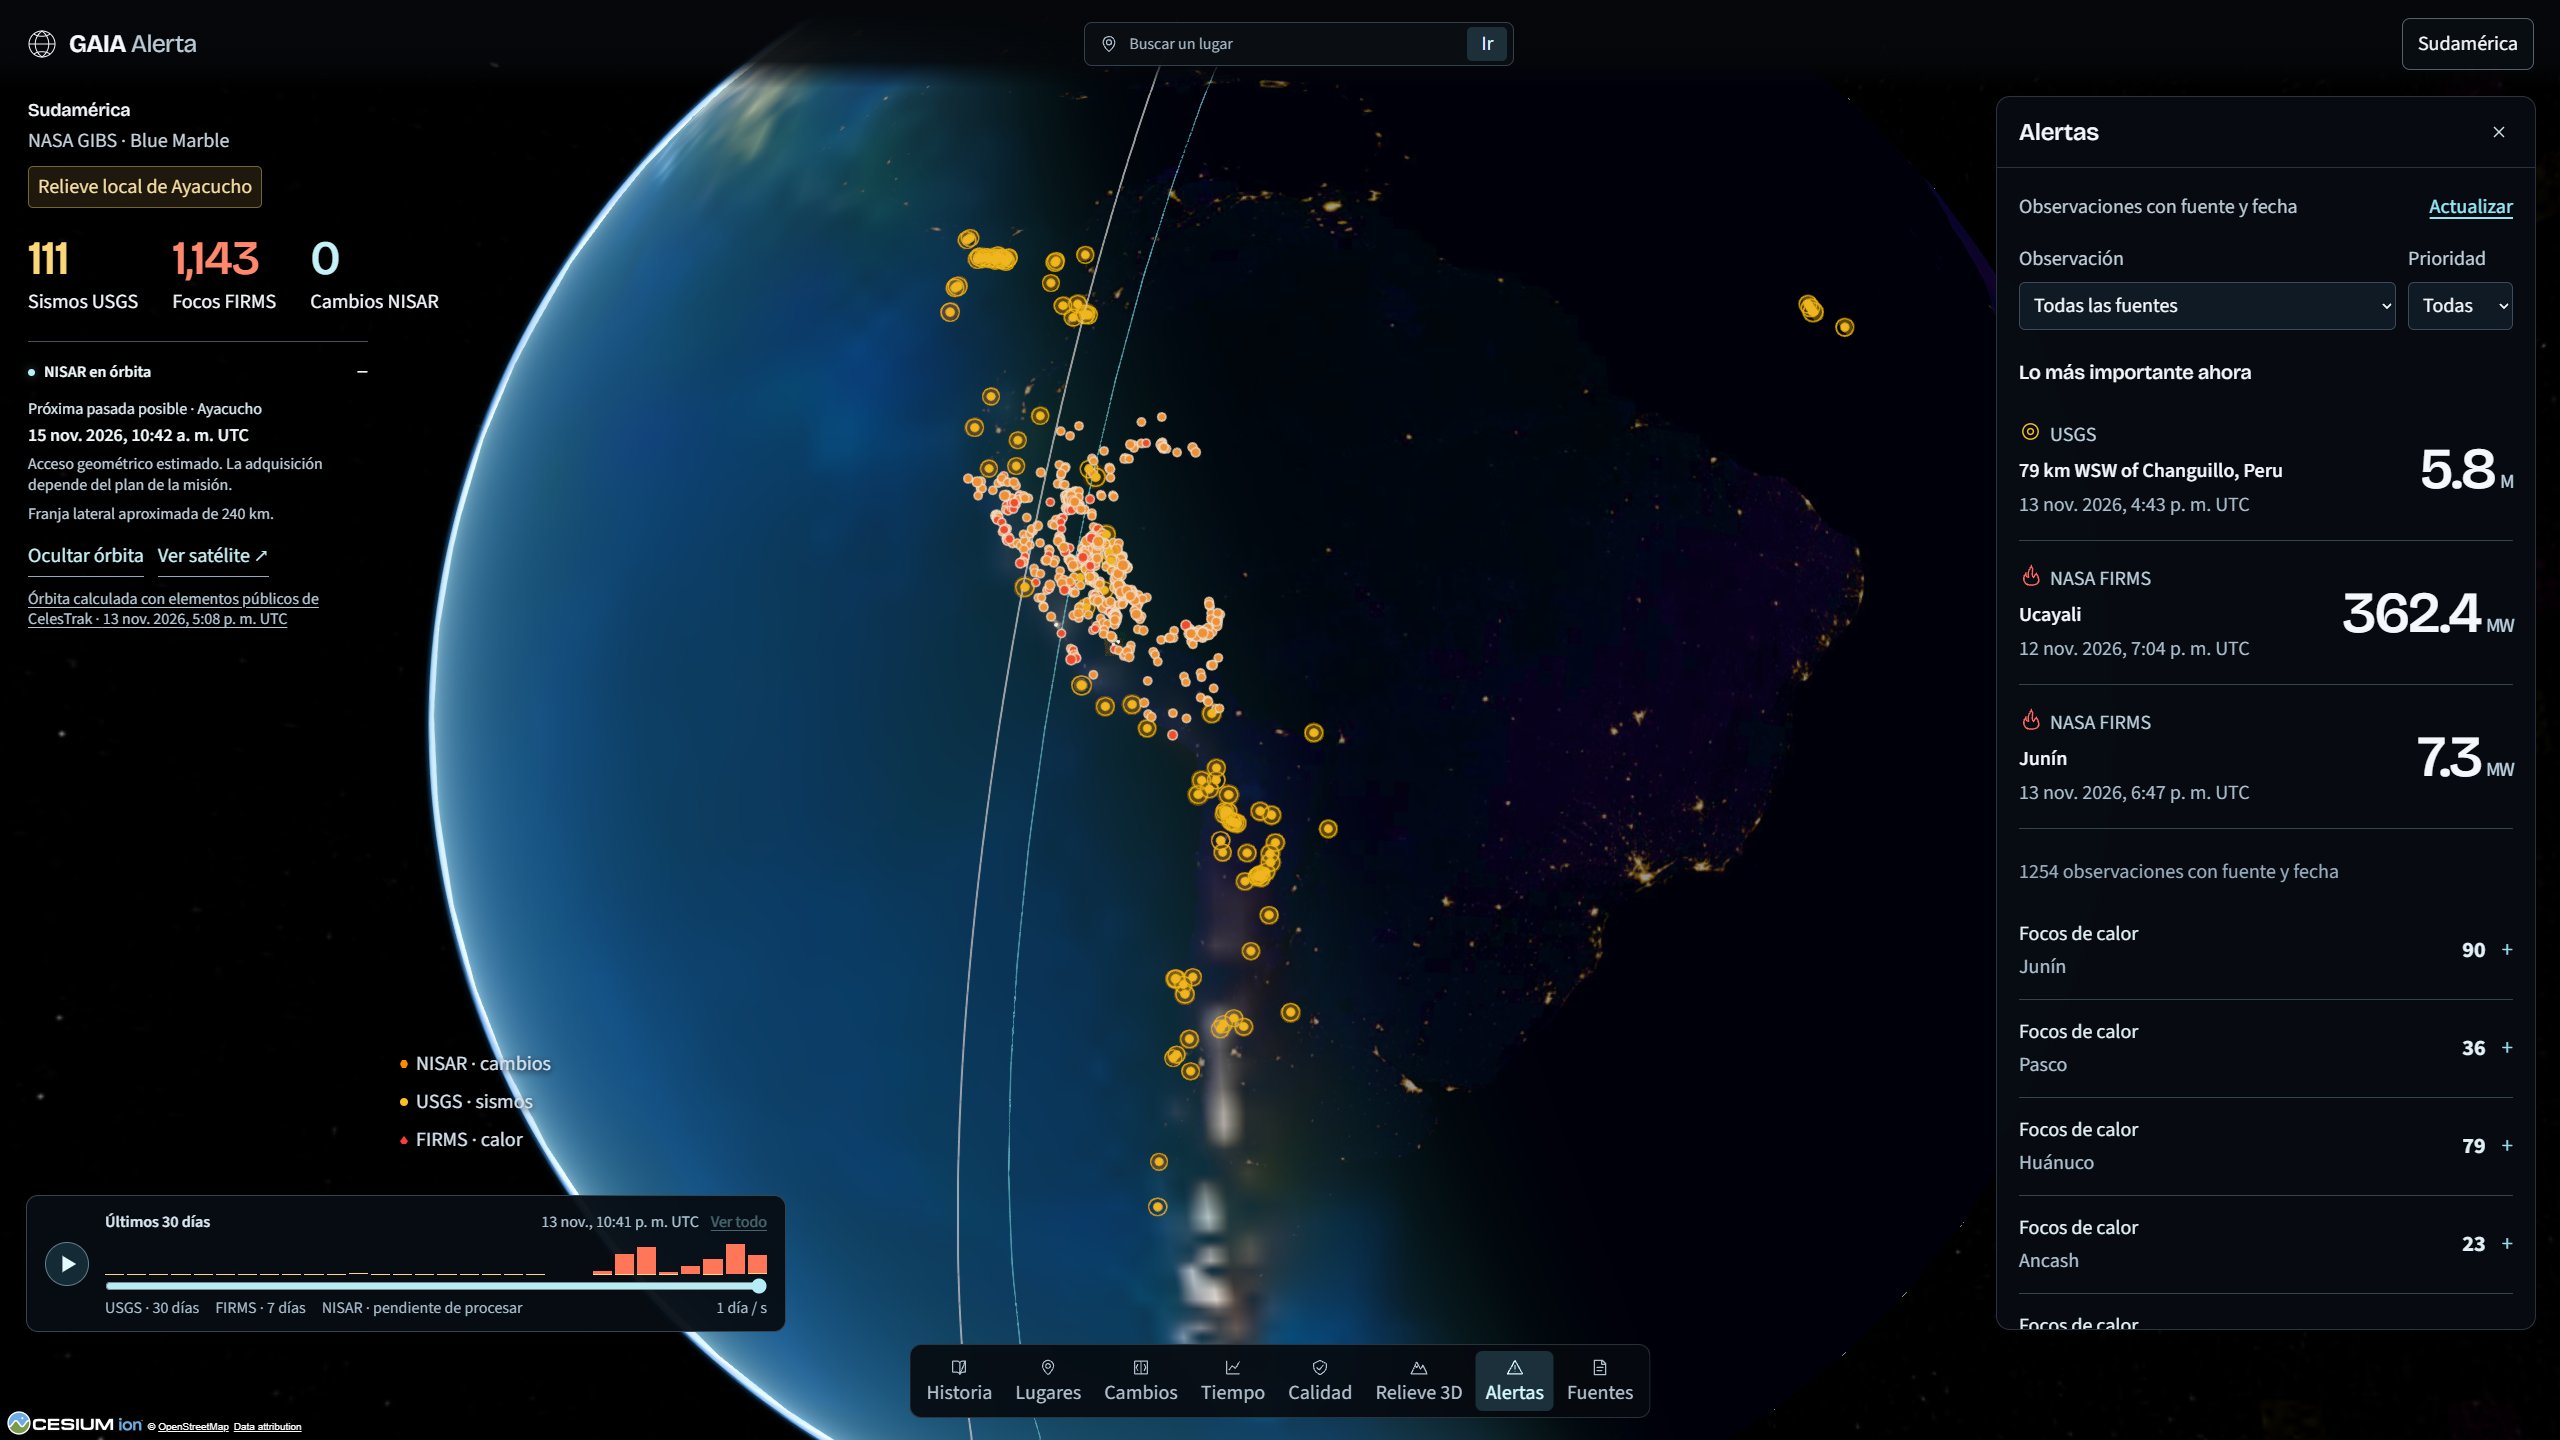 GAIA Alerta
Buscar un lugar
Ir
Sudamérica
Sudamérica
NASA GIBS · Blue Marble
Relieve local de Ayacucho
111
Sismos USGS
1,143
Focos FIRMS
0
Cambios NISAR
NISAR en órbita
Próxima pasada posible · Ayacucho
15 nov. 2026, 10:42 a. m. UTC
Acceso geométrico estimado. La adquisición
depende del plan de la misión.
Franja lateral aproximada de 240 km.
Ocultar órbita Ver satélite ↗
Órbita calculada con elementos públicos de
CelesTrak · 13 nov. 2026, 5:08 p. m. UTC
NISAR · cambios
USGS · sismos
FIRMS · calor
Últimos 30 días
13 nov., 10:41 p. m. UTC Ver todo
USGS · 30 días FIRMS · 7 días NISAR · pendiente de procesar
1 día / s
CESIUM ion © OpenStreetMap Data attribution
Historia
Lugares
Cambios
Tiempo
Calidad
Relieve 3D
Alertas
Fuentes
Alertas
Observaciones con fuente y fecha
Actualizar
Observación
Prioridad
Todas las fuentes
Todas
Lo más importante ahora
USGS
79 km WSW of Changuillo, Peru
13 nov. 2026, 4:43 p. m. UTC
5.8 M
NASA FIRMS
Ucayali
12 nov. 2026, 7:04 p. m. UTC
362.4 MW
NASA FIRMS
Junín
13 nov. 2026, 6:47 p. m. UTC
7.3 MW
1254 observaciones con fuente y fecha
Focos de calor
Junín
90 +
Focos de calor
Pasco
36 +
Focos de calor
Huánuco
79 +
Focos de calor
Ancash
23 +
Focos de calor